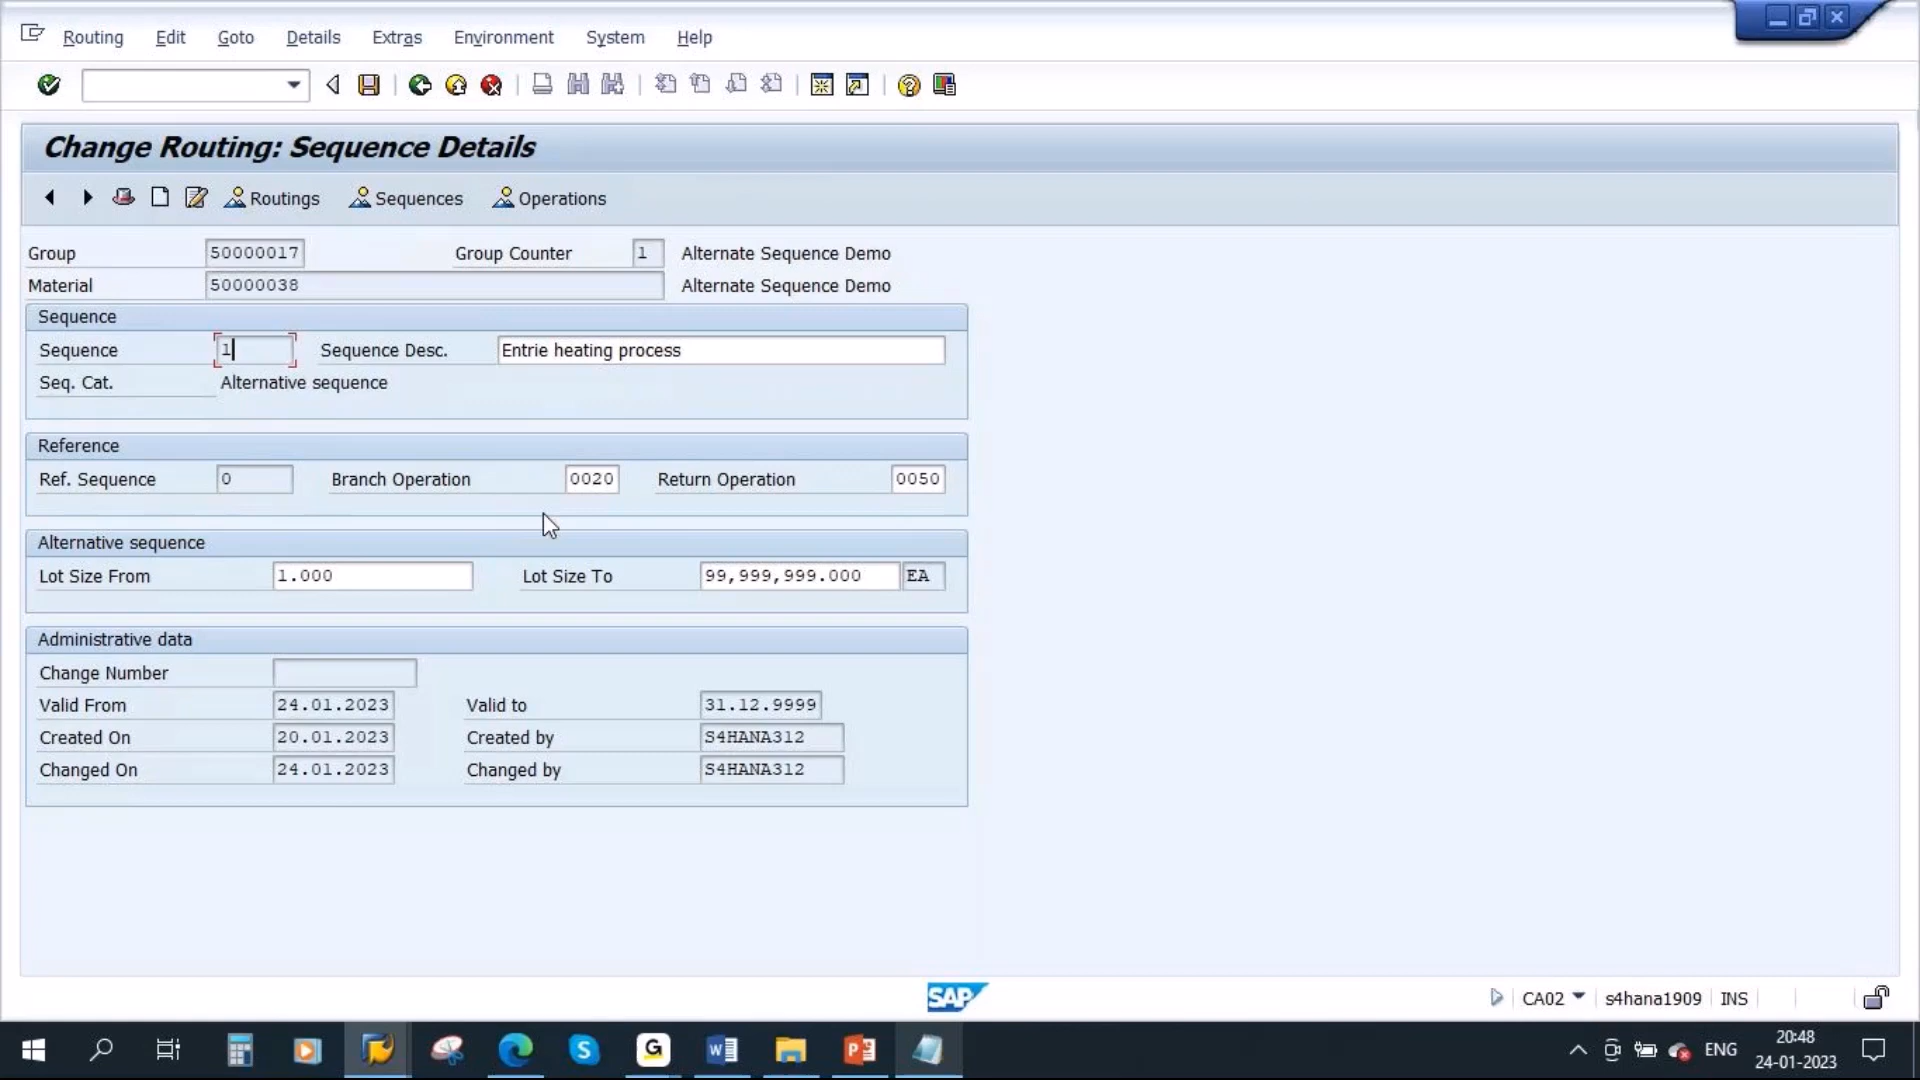 Routing Edit Goto Details Extras Environment System Help
Change Routing: Sequence Details
Routings Sequences Operations
Group 50000017 Group Counter 1 Alternate Sequence Demo
Material 50000038 Alternate Sequence Demo
Sequence
Sequence 1 Sequence Desc. Entrie heating process
Seq. Cat. Alternative sequence
Reference
Ref. Sequence 0 Branch Operation 0020 Return Operation 0050
Alternative sequence
Lot Size From 1.000 Lot Size To 99,999,999.000 EA
Administrative data
Change Number
Valid From 24.01.2023 Valid to 31.12.9999
Created On 20.01.2023 Created by S4HANA312
Changed On 24.01.2023 Changed by S4HANA312
SAP CA02 s4hana1909 INS
ENG 20:48
24-01-2023